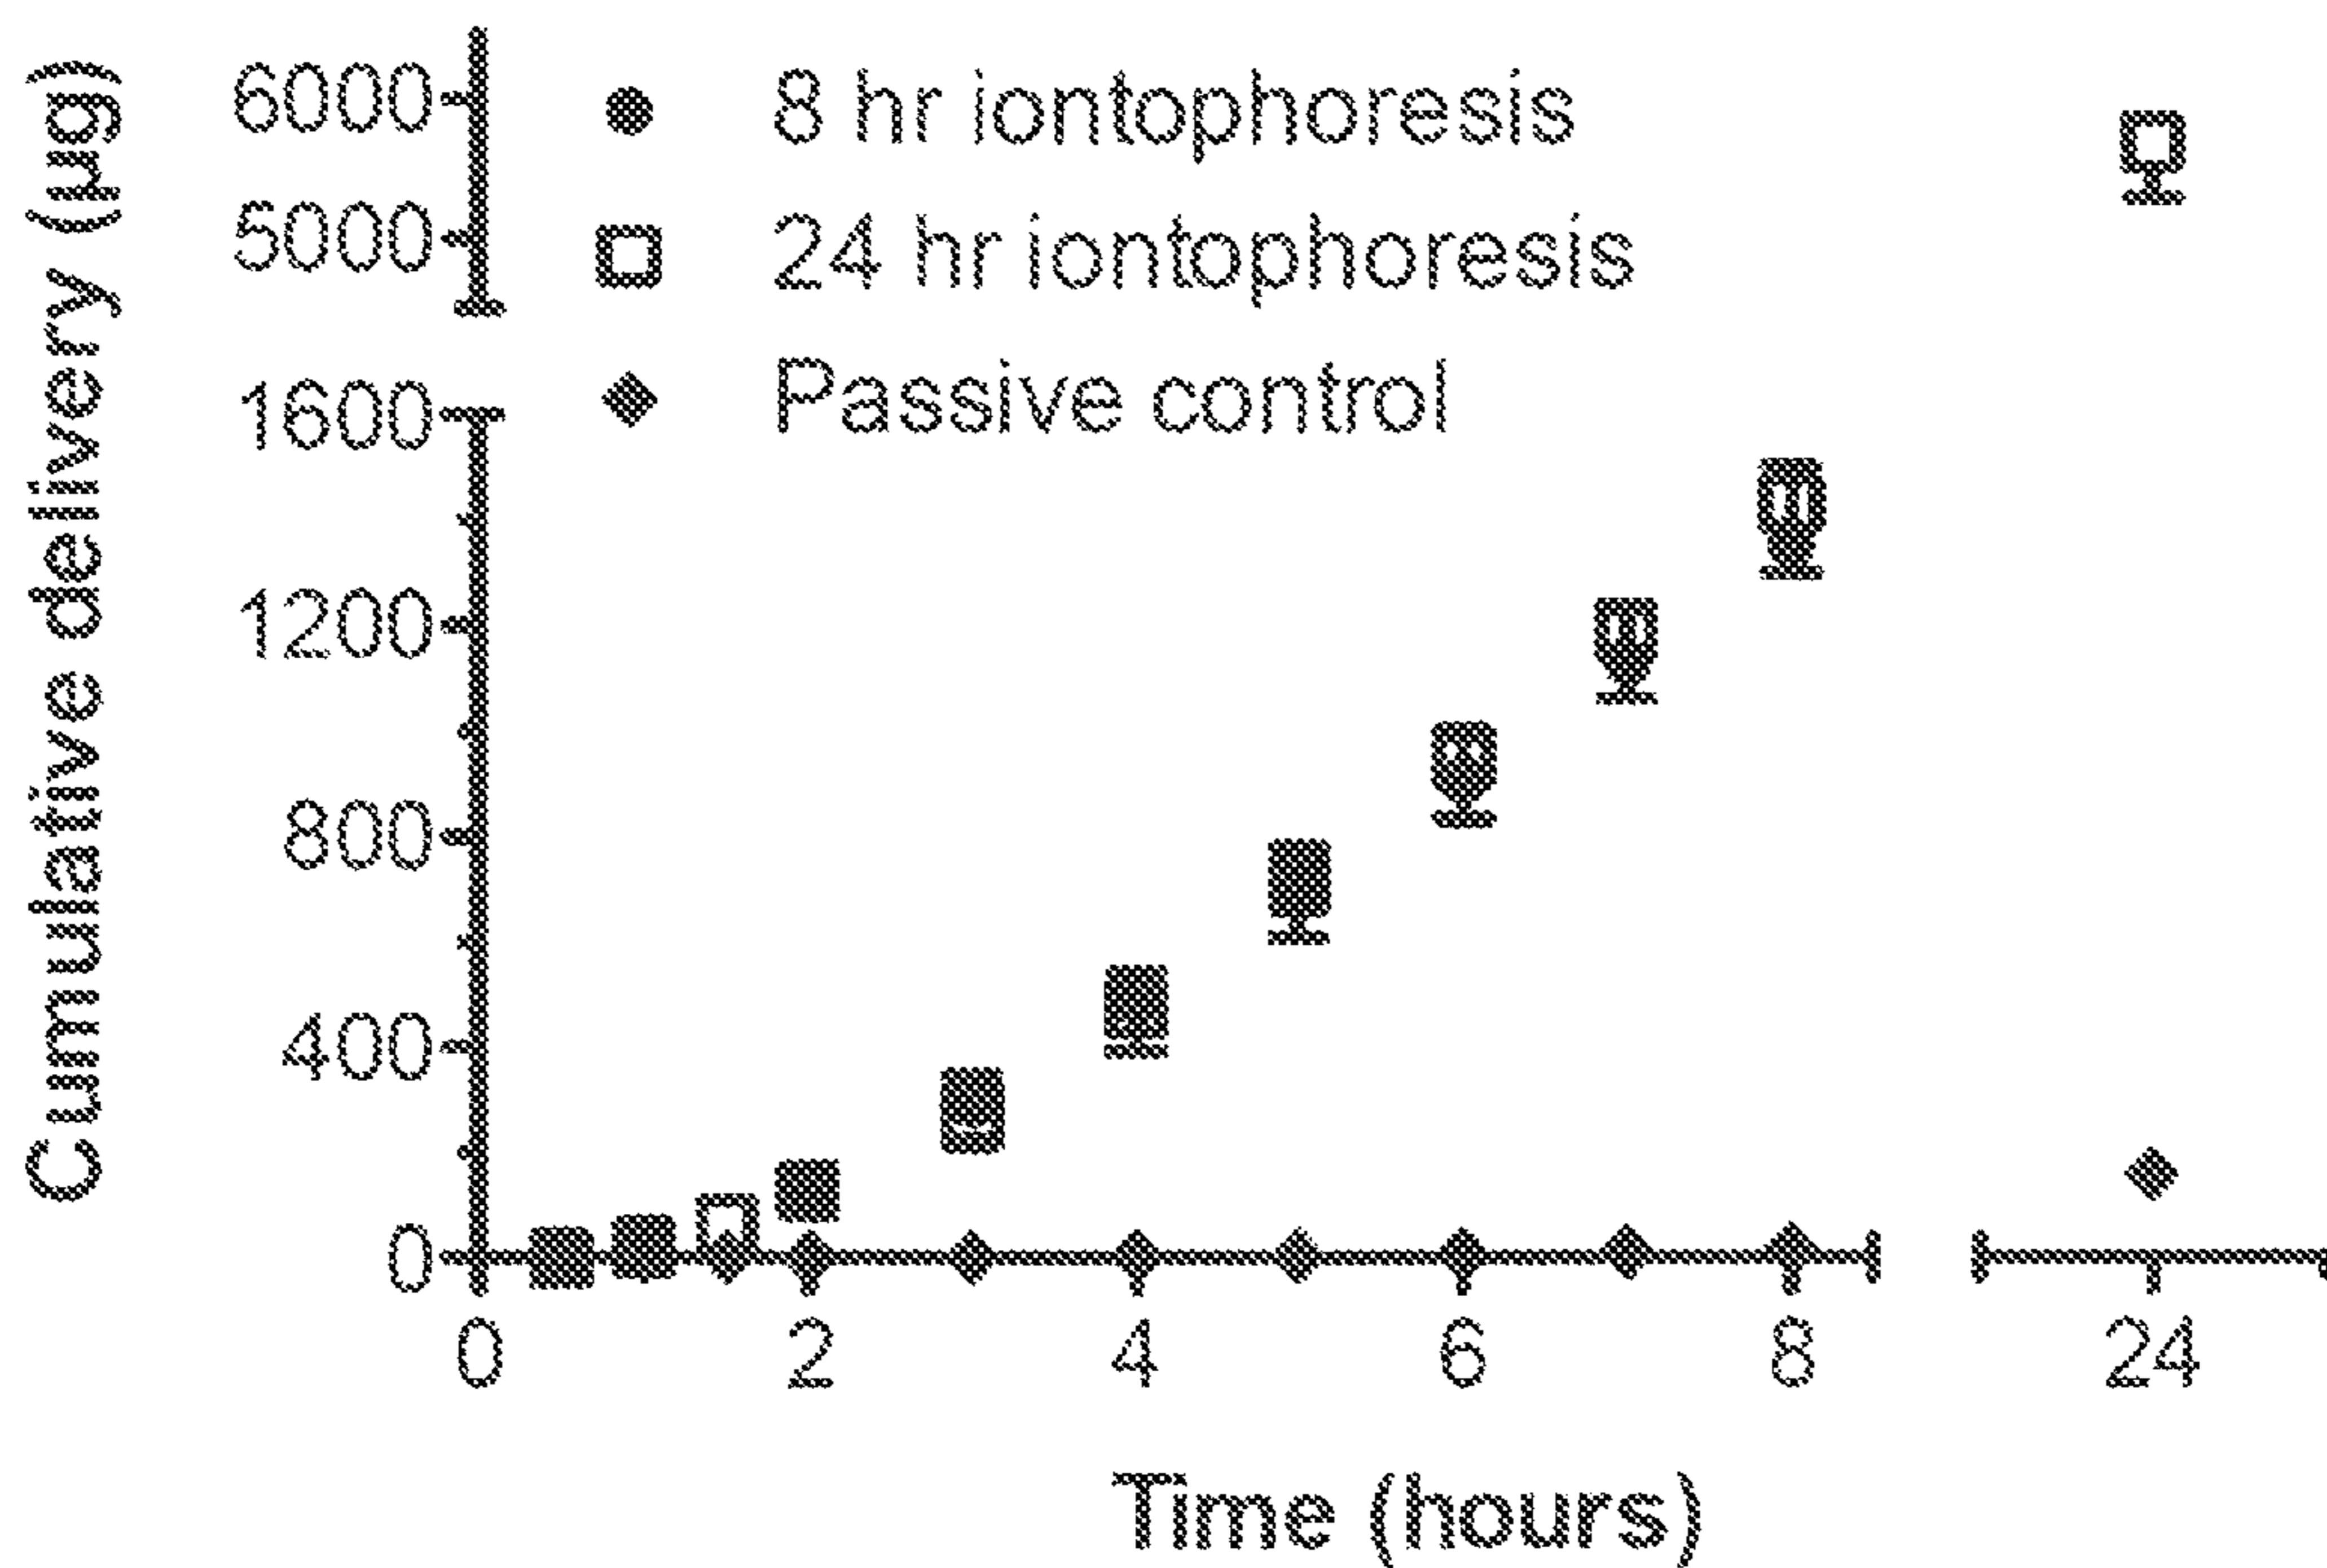 Cumulative delivery (µg)
6000
5000
1600
1200
800
400
0
8 hr iontophoresis
24 hr iontophoresis
Passive control
0 2 4 6 8 24
Time (hours)